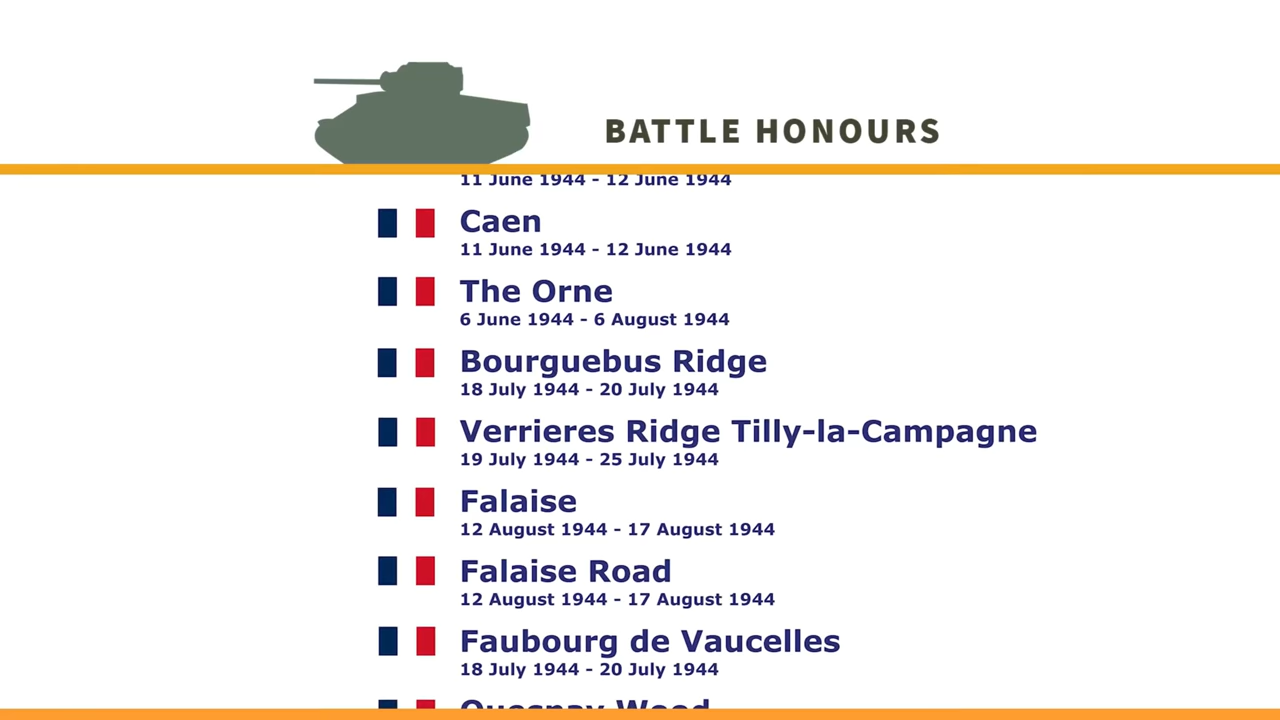 BATTLE HONOURS
11 June 1944 - 12 June 1944
Caen
11 June 1944 - 12 June 1944
The Orne
6 June 1944 - 6 August 1944
Bourguebus Ridge
18 July 1944 - 20 July 1944
Verrieres Ridge Tilly-la-Campagne
19 July 1944 - 25 July 1944
Falaise
12 August 1944 - 17 August 1944
Falaise Road
12 August 1944 - 17 August 1944
Faubourg de Vaucelles
18 July 1944 - 20 July 1944
Quesnay Wood